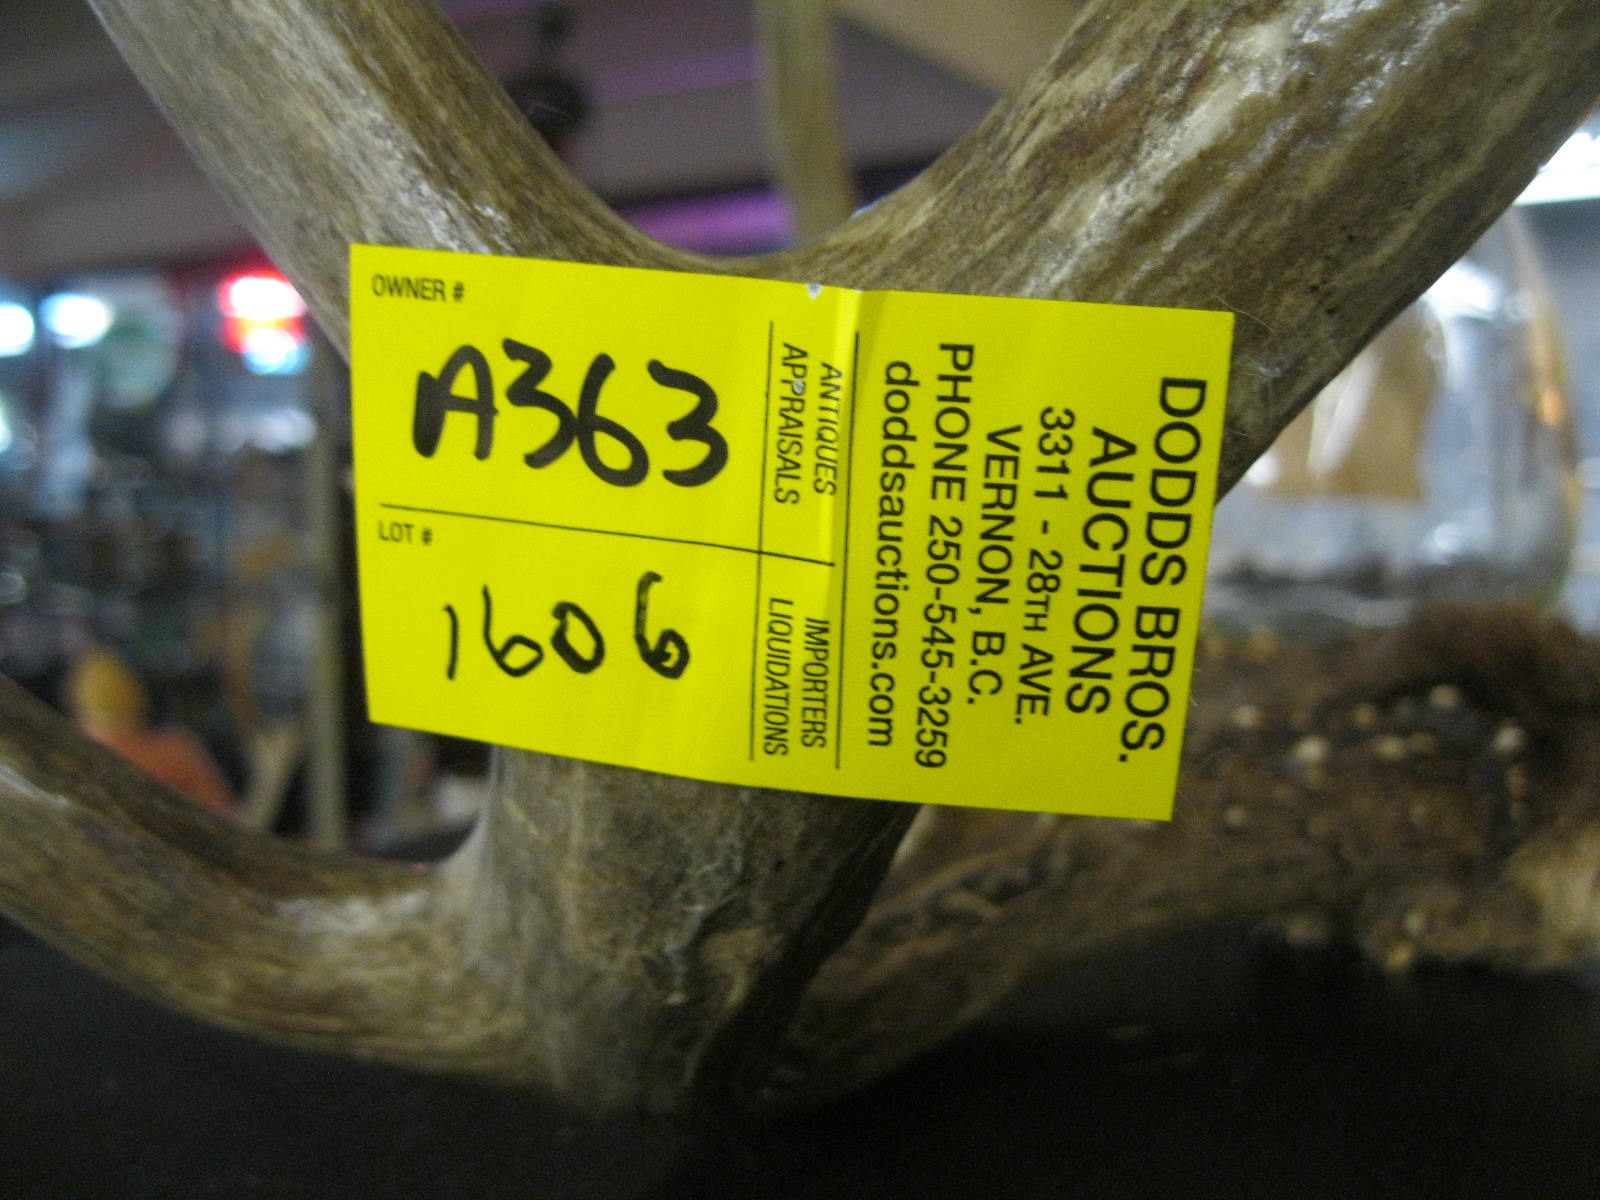 OWNER #
A363
LOT #
1606
ANTIQUES
APPRAISALS
IMPORTERS
LIQUIDATIONS
DODDS BROS.
AUCTIONS
3311 - 28TH AVE.
VERNON, B.C.
PHONE 250-545-3259
doddsauctions.com